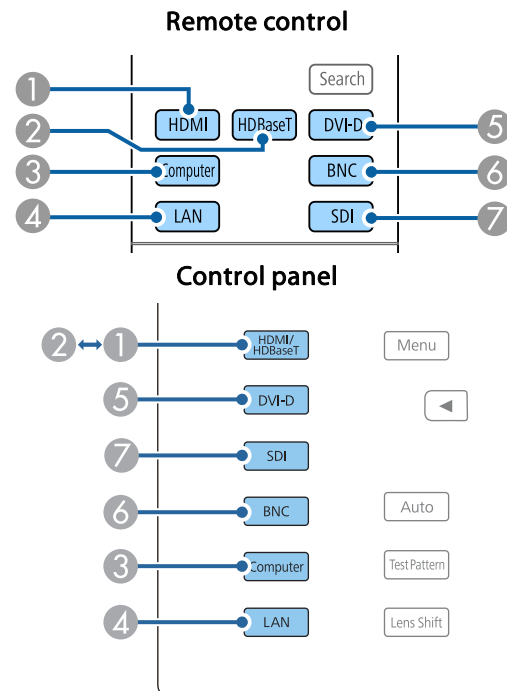 Remote control
1
Search
HDMI
HDBaseT
DVI-D
5
2
3
Computer
BNC
6
4
LAN
SDI
7
Control panel
2
1
HDMI/
HDBaseT
Menu
5
DVI-D
◀
7
SDI
6
BNC
Auto
3
Computer
Test Pattern
4
LAN
Lens Shift